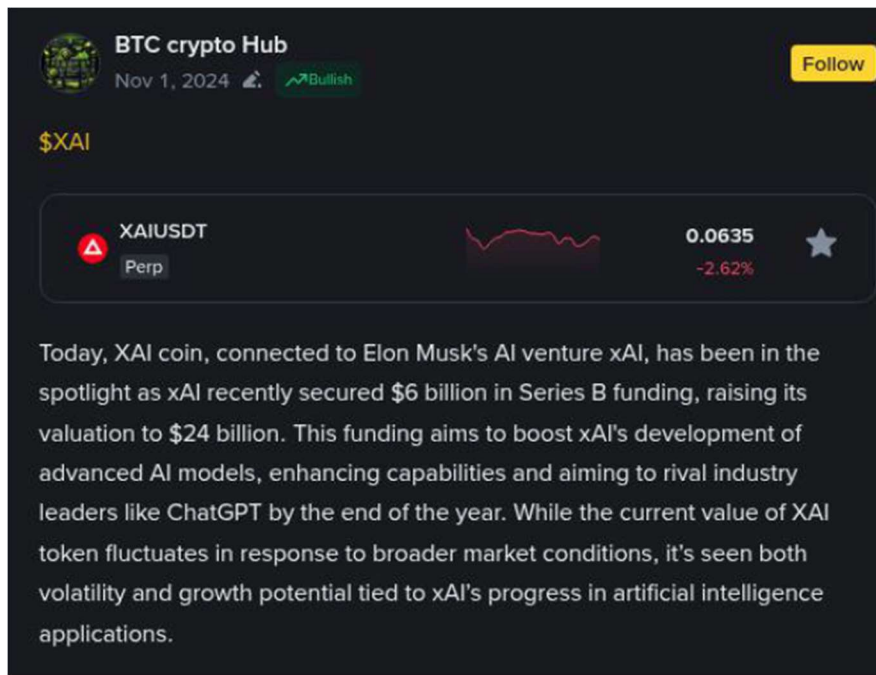 BTC crypto Hub
Nov 1, 2024 Bullish
Follow
$XAI
XAIUSDT
Perp
0.0635
-2.62%
Today, XAI coin, connected to Elon Musk's AI venture xAI, has been in the
spotlight as xAI recently secured $6 billion in Series B funding, raising its
valuation to $24 billion. This funding aims to boost xAI's development of
advanced AI models, enhancing capabilities and aiming to rival industry
leaders like ChatGPT by the end of the year. While the current value of XAI
token fluctuates in response to broader market conditions, it's seen both
volatility and growth potential tied to xAI's progress in artificial intelligence
applications.